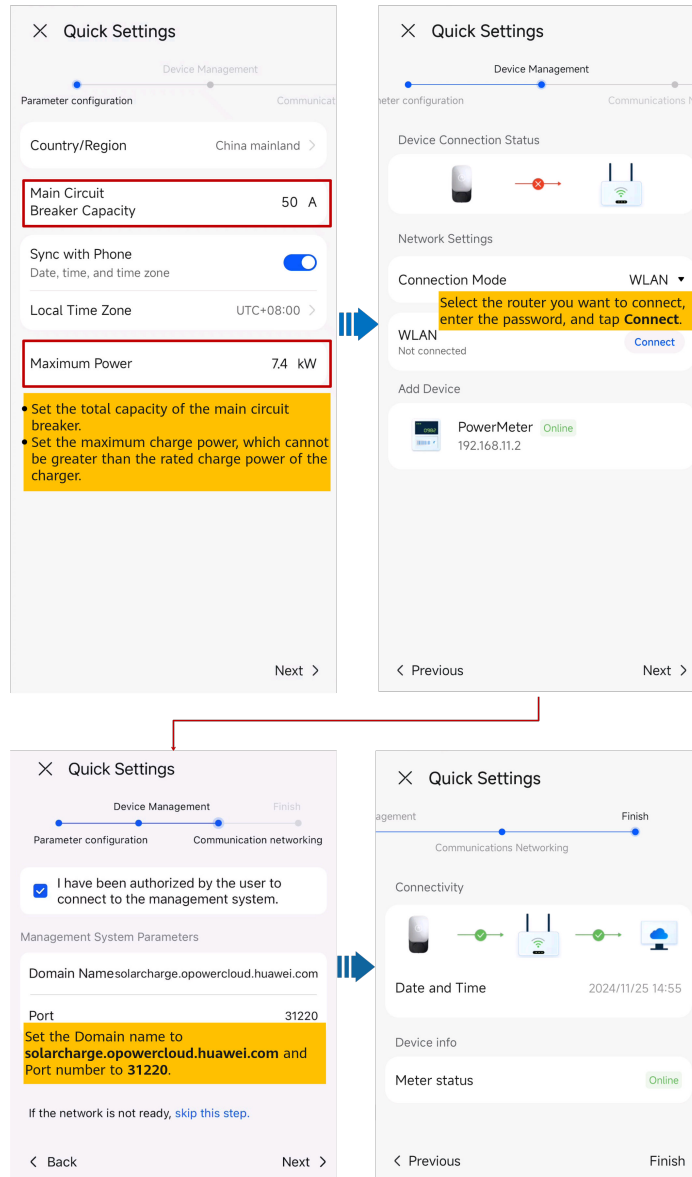 Quick Settings
Device Management
Parameter configuration
Communicat
Country/Region
China mainland
Main Circuit
Breaker Capacity
50 A
Sync with Phone
Date, time, and time zone
Local Time Zone
UTC+08:00
Maximum Power
7.4 kW
• Set the total capacity of the main circuit
breaker.
• Set the maximum charge power, which cannot
be greater than the rated charge power of the
charger.
Next
Quick Settings
Device Management
eter configuration
Communications N
Device Connection Status
Network Settings
Connection Mode
WLAN
Select the router you want to connect,
enter the password, and tap Connect.
WLAN
Not connected
Connect
Add Device
PowerMeter Online
192.168.11.2
Previous
Next
Quick Settings
Device Management
Finish
Parameter configuration
Communication networking
I have been authorized by the user to
connect to the management system.
Management System Parameters
Domain Name solarcharge.opowercloud.huawei.com
Port
31220
Set the Domain name to
solarcharge.opowercloud.huawei.com and
Port number to 31220.
If the network is not ready, skip this step.
Back
Next
Quick Settings
agement
Finish
Communications Networking
Connectivity
Date and Time
2024/11/25 14:55
Device info
Meter status
Online
Previous
Finish